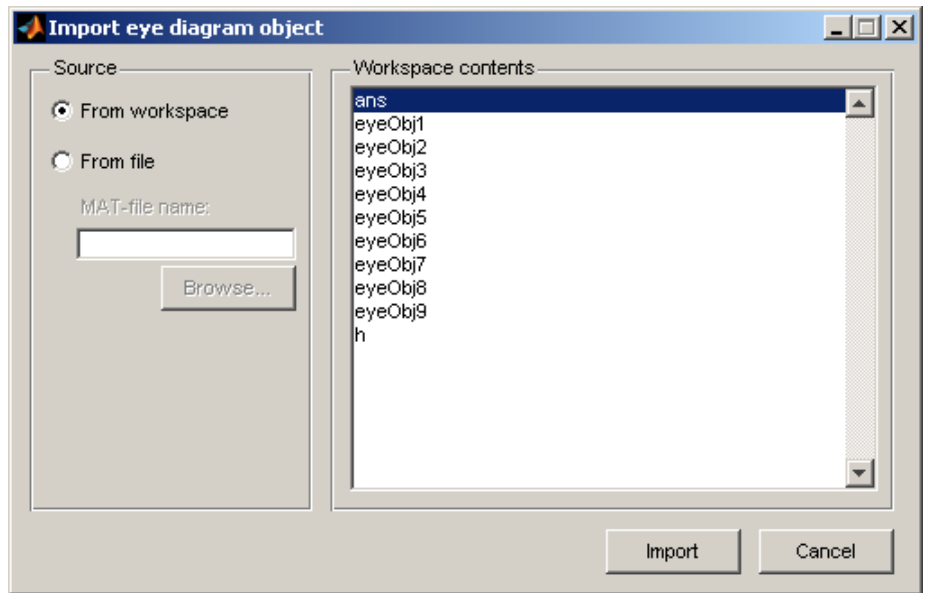 Import eye diagram object
Source
From workspace
From file
MAT-file name:
Browse...
Workspace contents
ans
eyeObj1
eyeObj2
eyeObj3
eyeObj4
eyeObj5
eyeObj6
eyeObj7
eyeObj8
eyeObj9
h
Import
Cancel